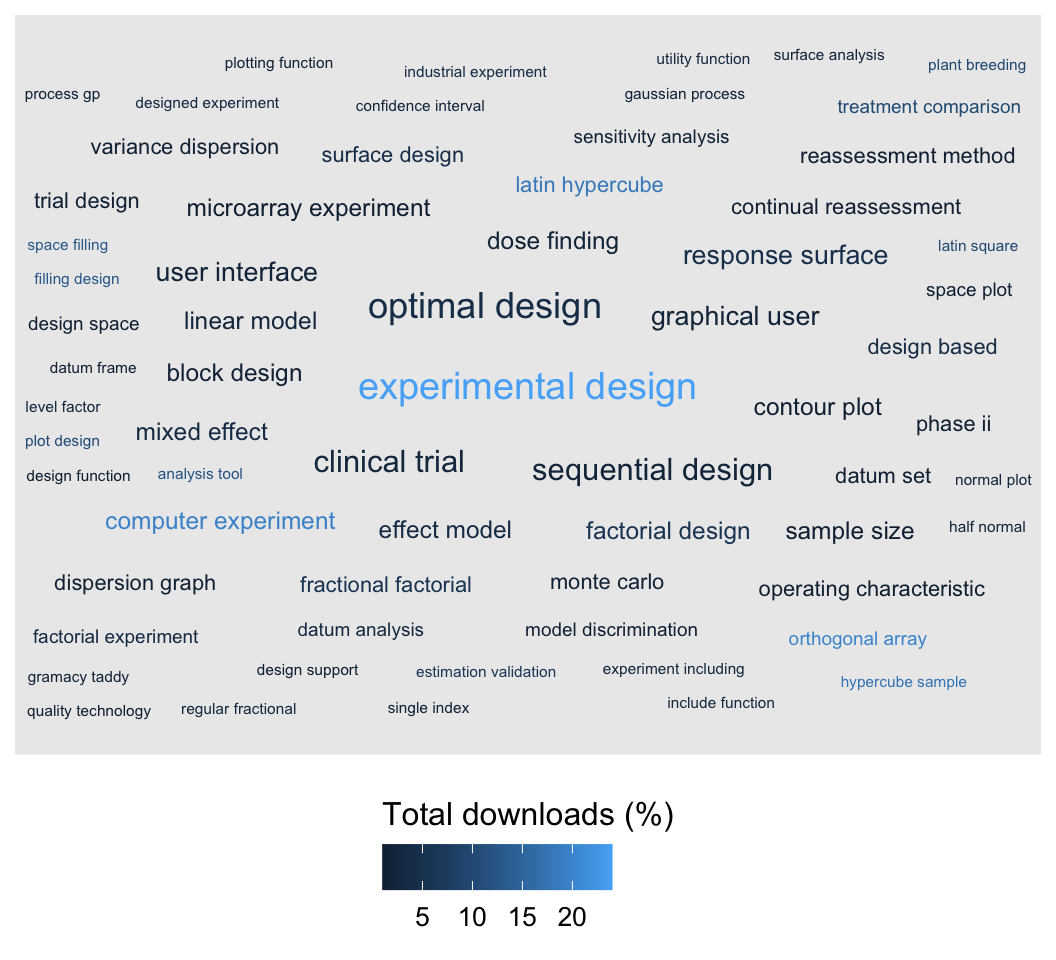 plotting function
industrial experiment
utility function
surface analysis
plant breeding
process gp
designed experiment
confidence interval
gaussian process
treatment comparison
variance dispersion
surface design
sensitivity analysis
reassessment method
latin hypercube
trial design
microarray experiment
continual reassessment
space filling
dose finding
response surface
latin square
filling design
user interface
space plot
optimal design
design space
linear model
graphical user
design based
datum frame
block design
experimental design
level factor
contour plot
plot design
mixed effect
phase ii
design function
analysis tool
clinical trial
sequential design
datum set
normal plot
computer experiment
effect model
factorial design
sample size
half normal
dispersion graph
fractional factorial
monte carlo
operating characteristic
factorial experiment
datum analysis
model discrimination
orthogonal array
gramacy taddy
design support
estimation validation
experiment including
hypercube sample
quality technology
regular fractional
single index
include function
Total downloads (%)
5 10 15 20